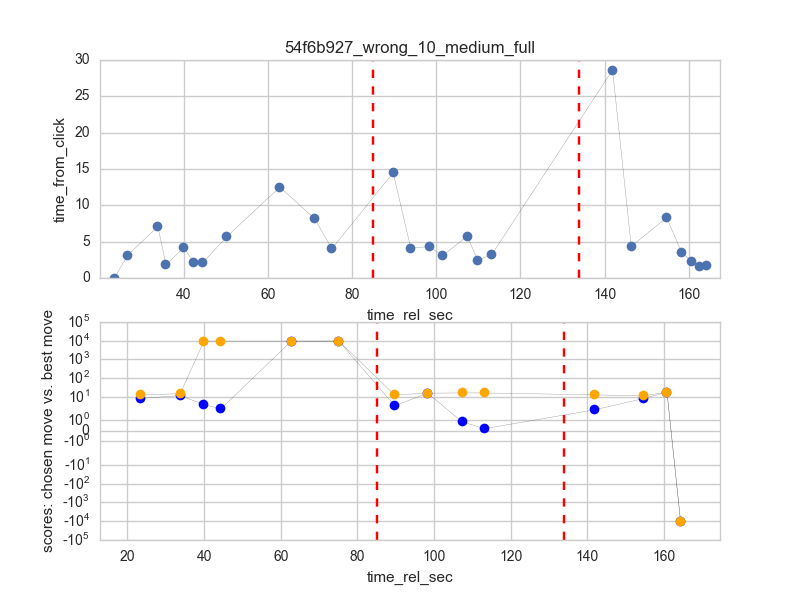 54f6b927_wrong_10_medium_full
time_from_click
30
25
20
15
10
5
0
40 60 80 100 120 140 160
time_rel_sec
scores: chosen move vs. best move
10^5
10^4
10^3
10^2
10^1
10^0
0
-10^0
-10^1
-10^2
-10^3
-10^4
-10^5
20 40 60 80 100 120 140 160
time_rel_sec